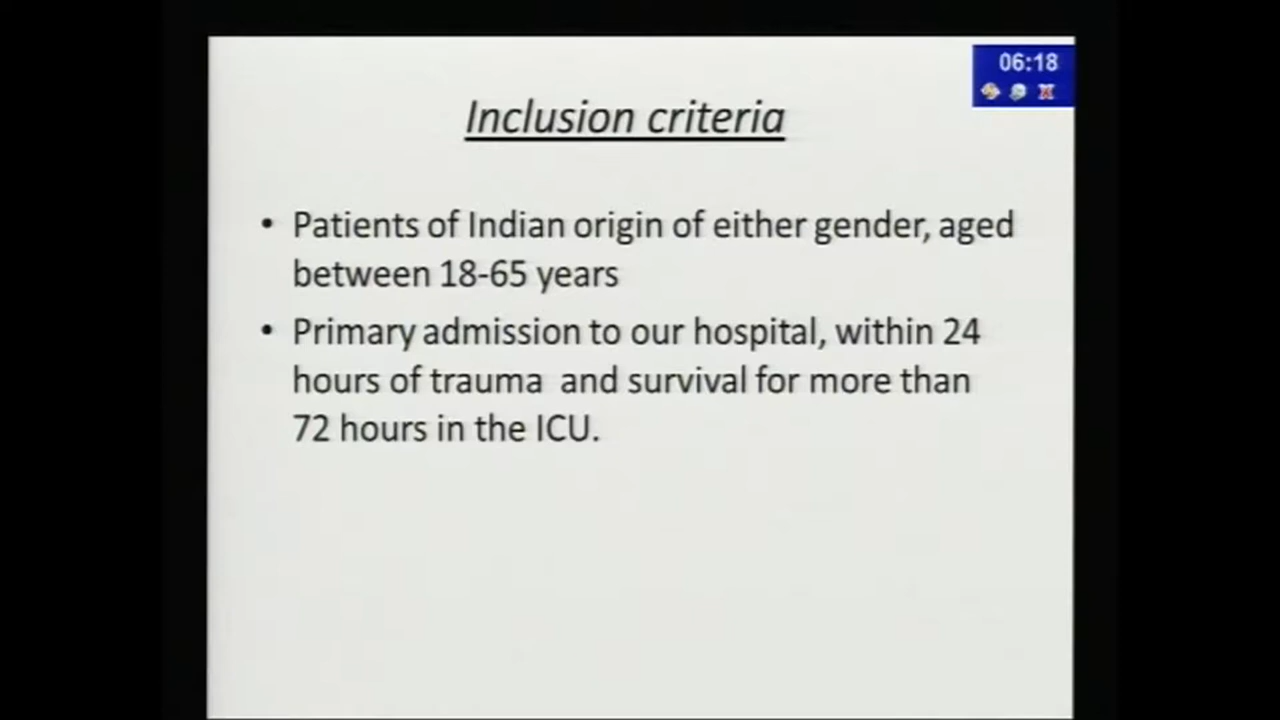 06:18
Inclusion criteria
• Patients of Indian origin of either gender, aged
between 18-65 years
• Primary admission to our hospital, within 24
hours of trauma and survival for more than
72 hours in the ICU.